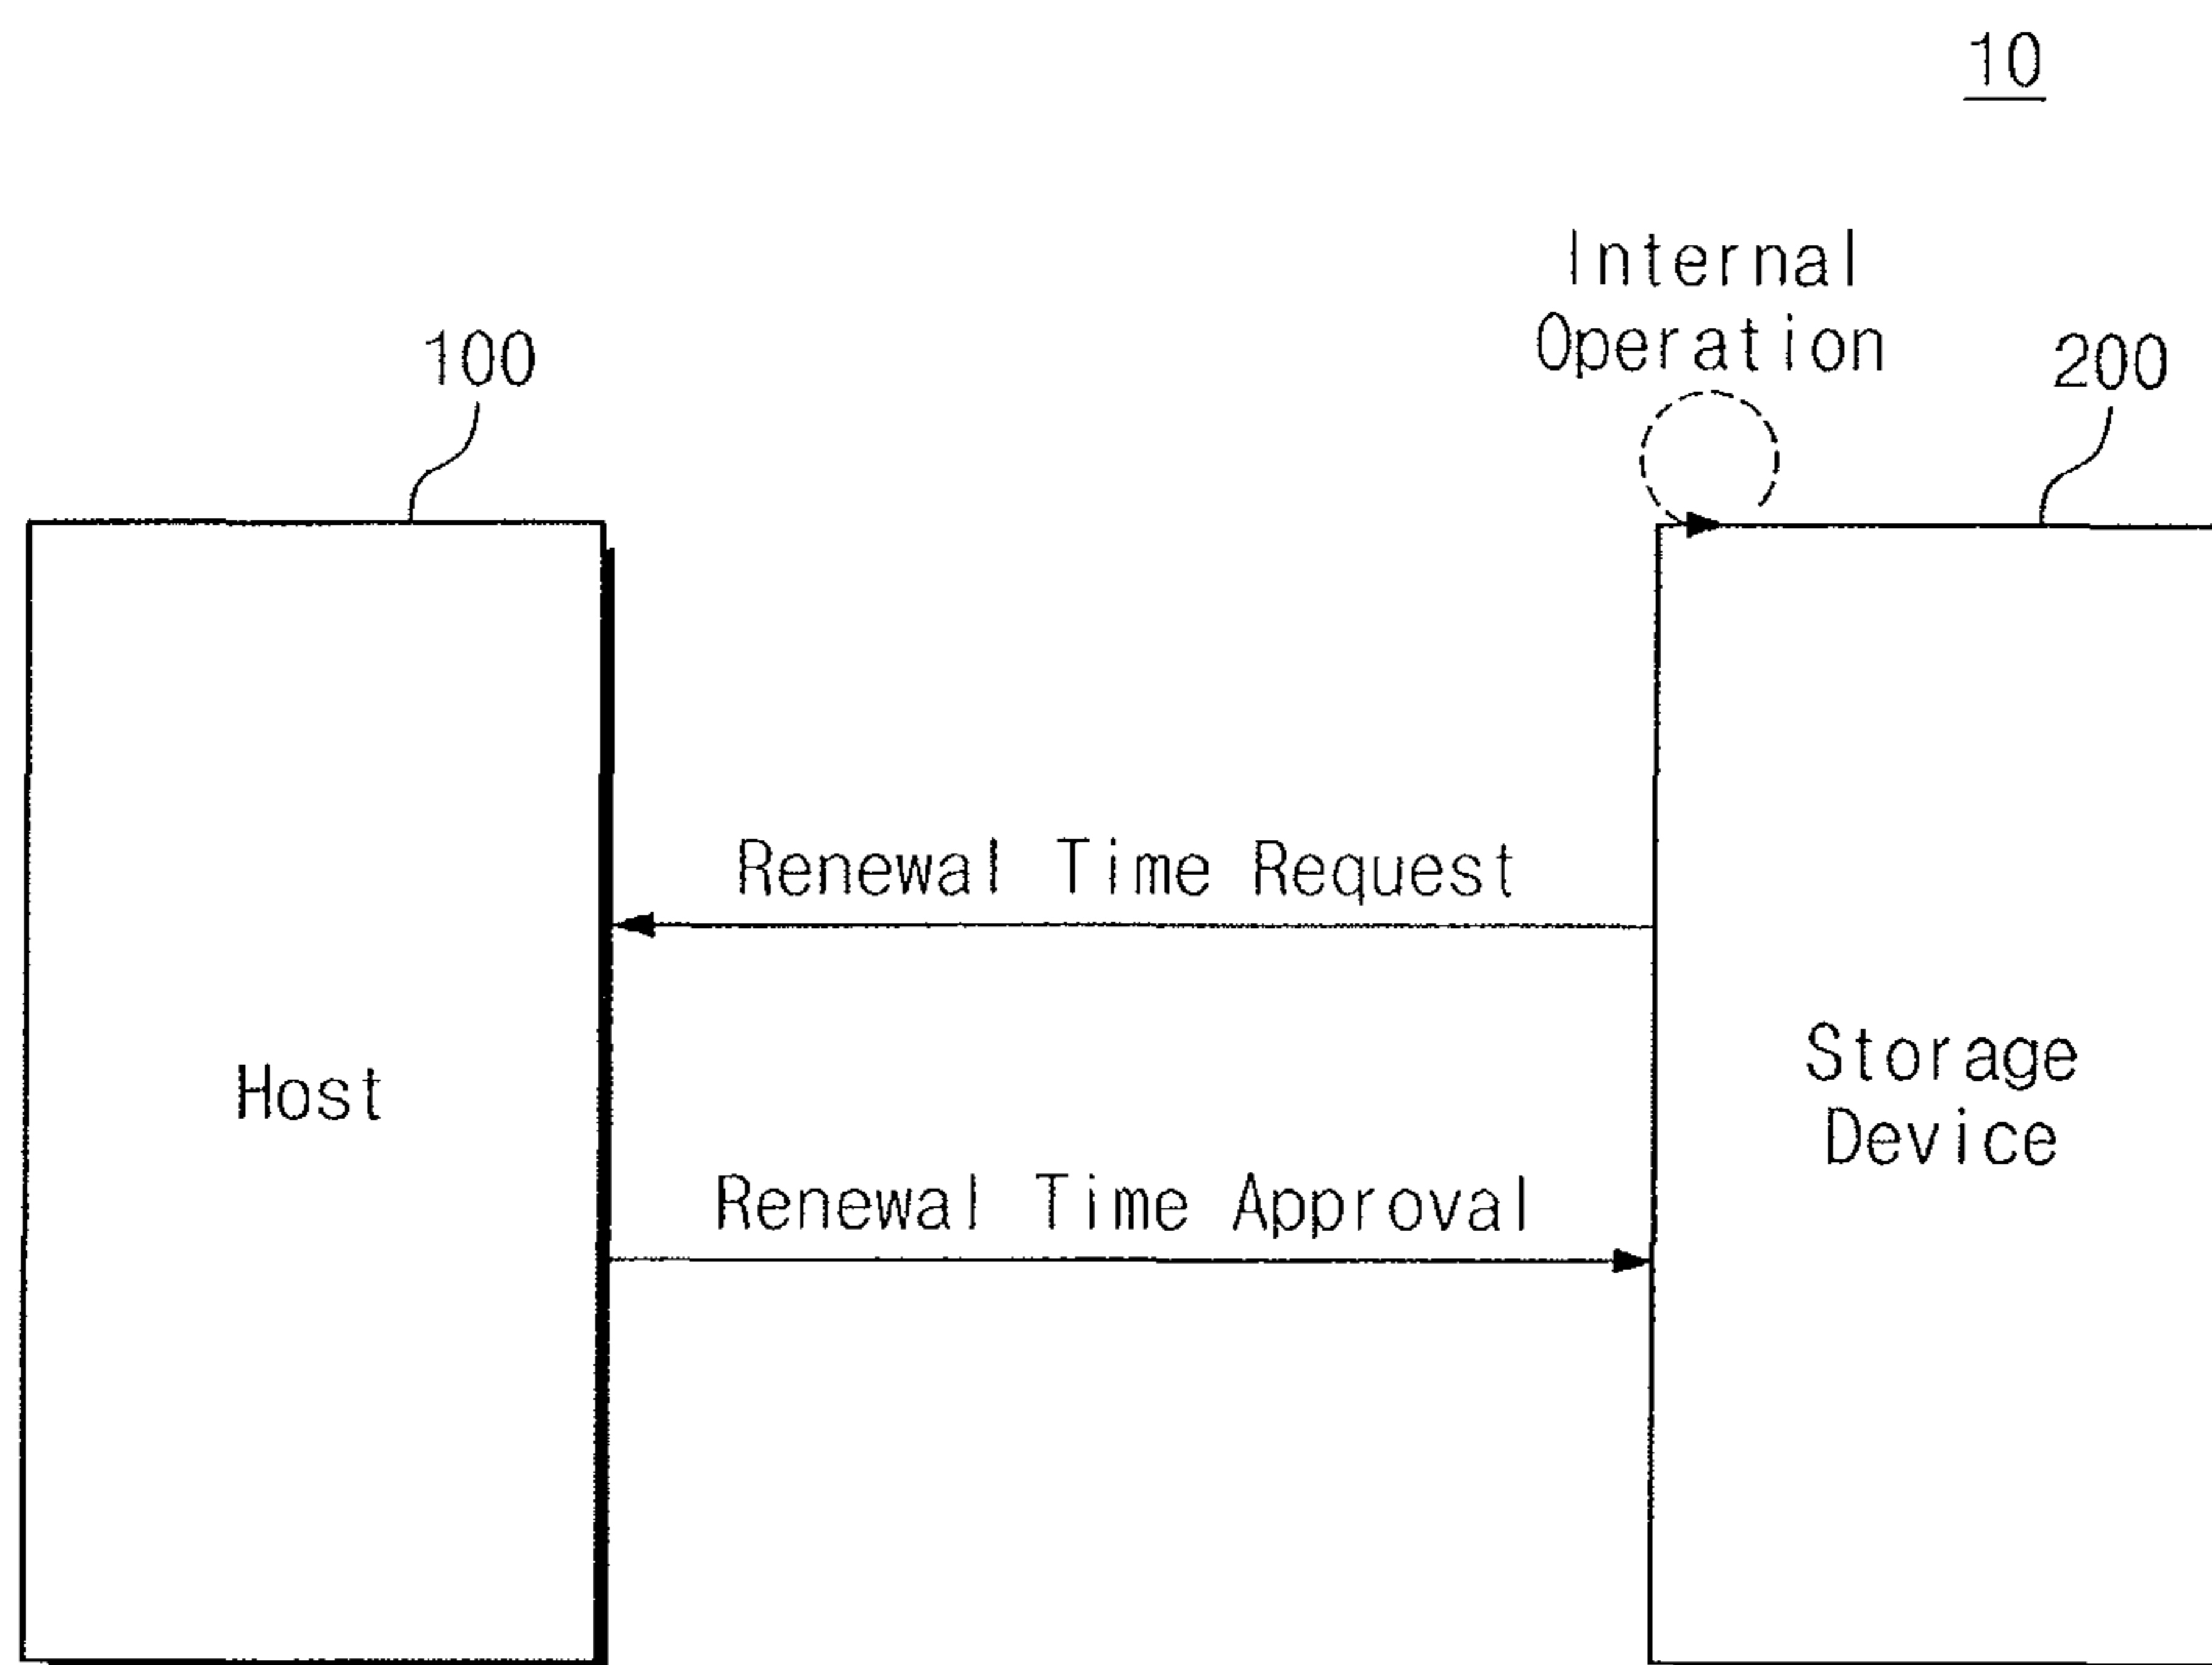 10
Internal
Operation
100
200
Renewal Time Request
Host
Storage
Device
Renewal Time Approval